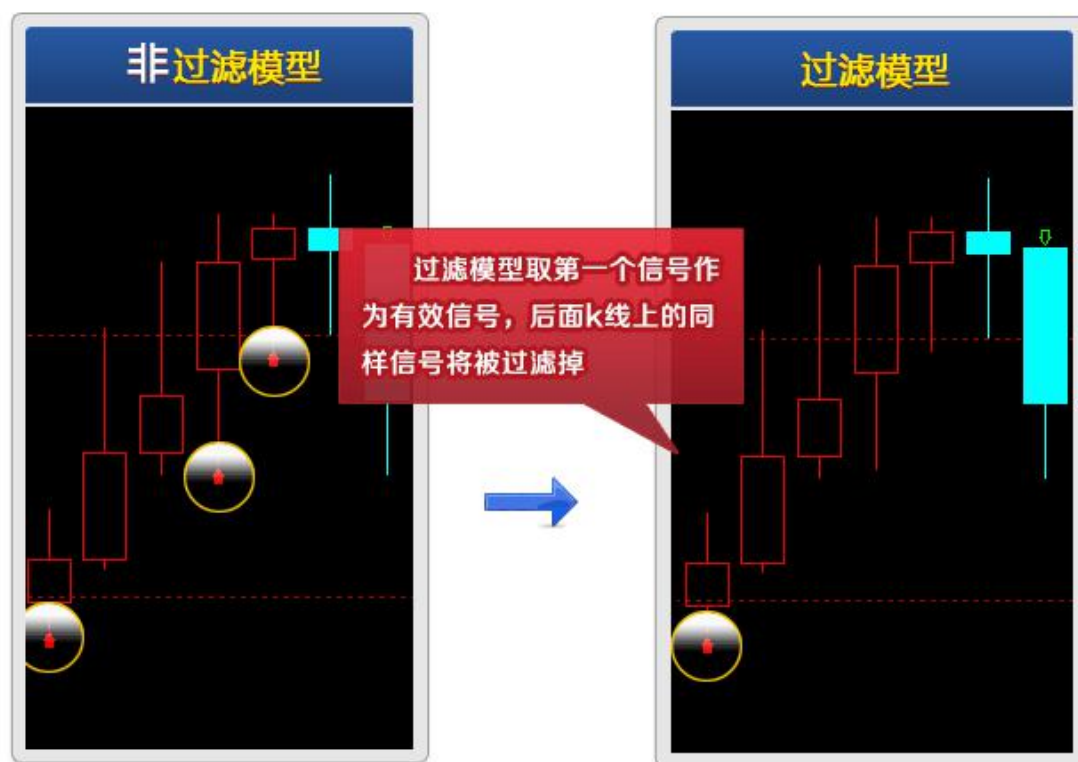 非过滤模型
过滤模型
过滤模型取第一个信号作
为有效信号，后面k线上的同
样信号将被过滤掉